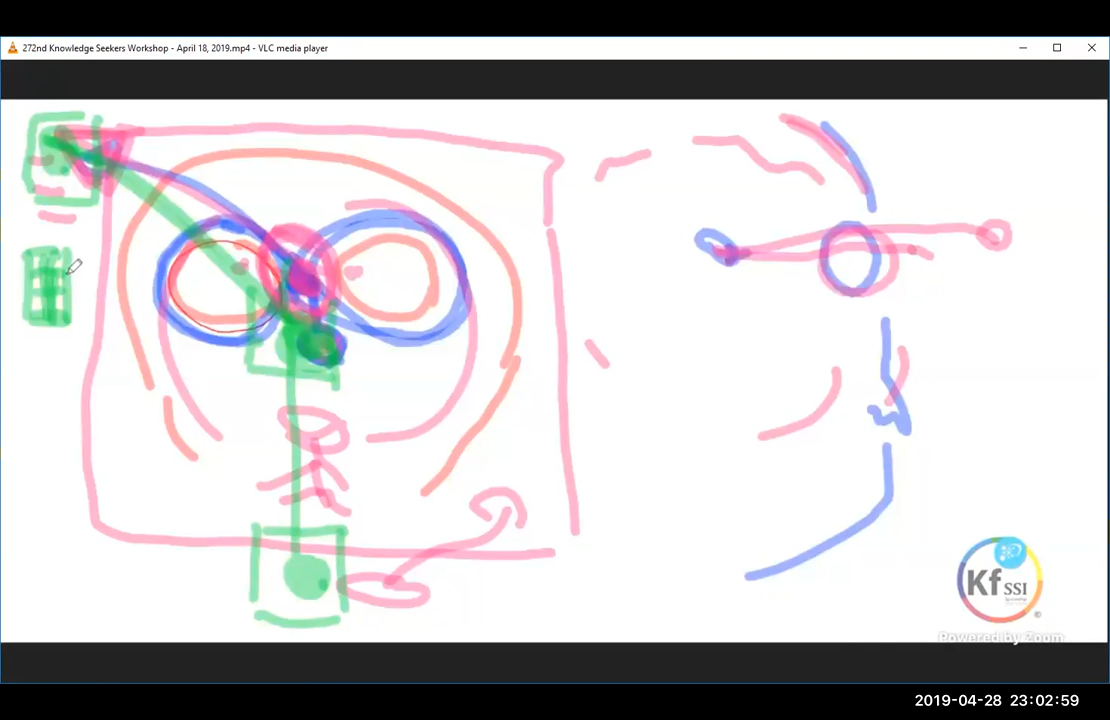 272nd Knowledge Seekers Workshop - April 18, 2019.mp4 - VLC media player
Kf SSI
®
Powered by Zoom
2019-04-28 23:02:59